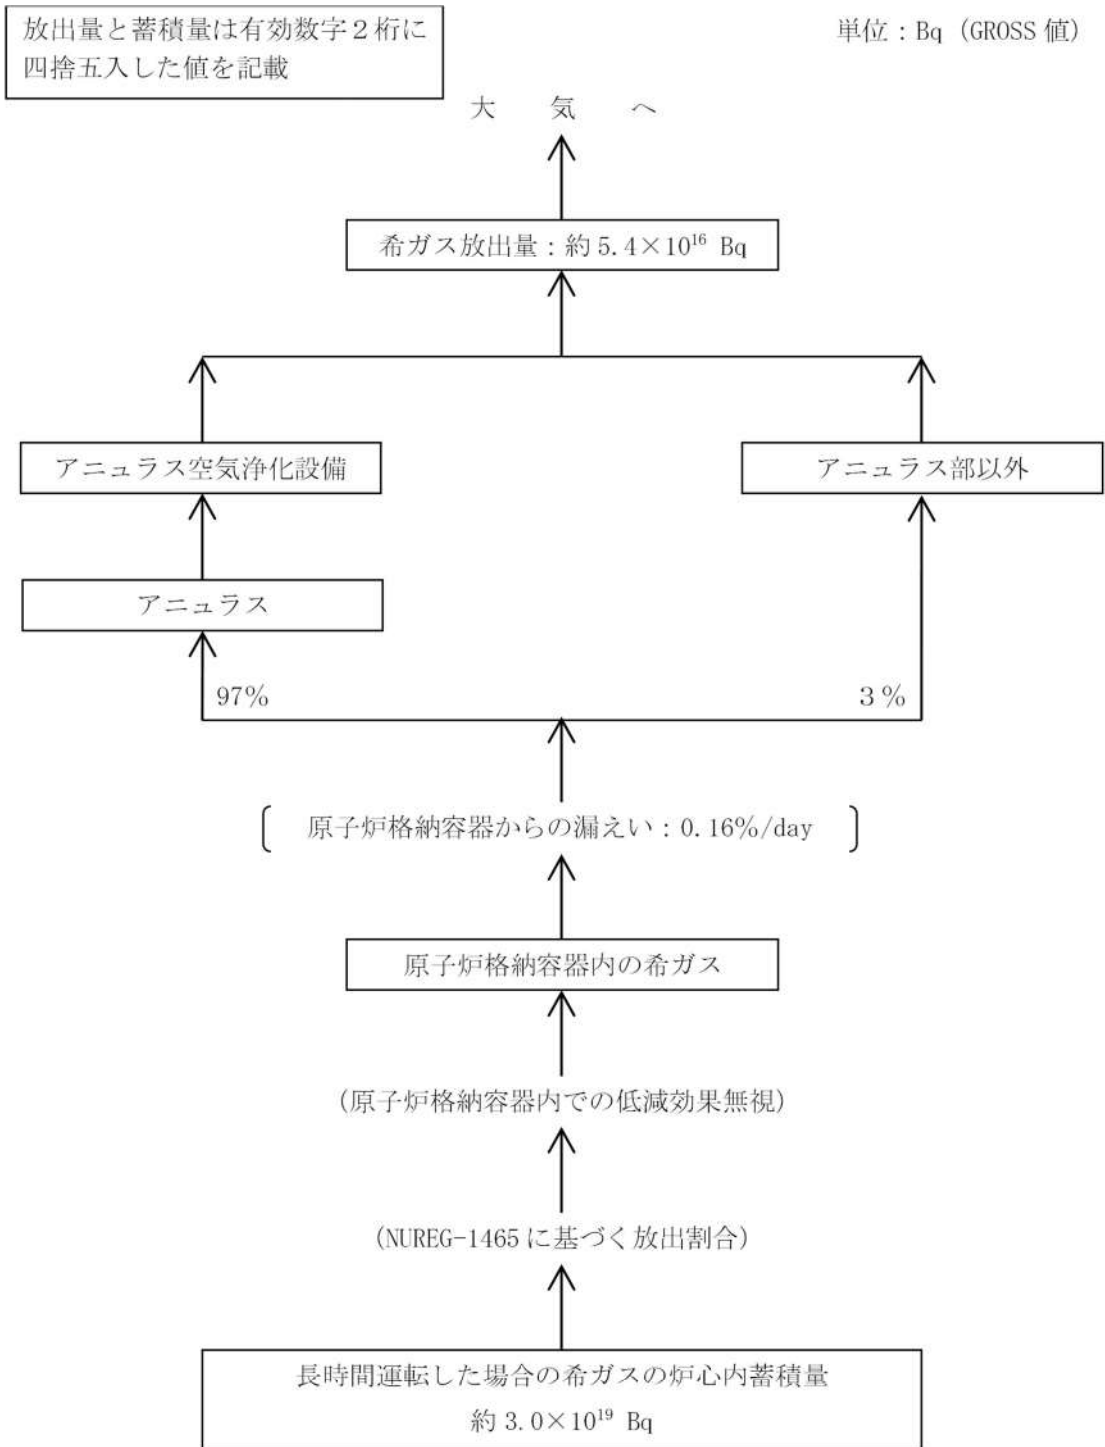 放出量と蓄積量は有効数字２桁に
四捨五入した値を記載
単位：Bq（GROSS 値）
大　気　へ
希ガス放出量：約 5.4×10¹⁶ Bq
アニュラス空気浄化設備
アニュラス部以外
アニュラス
97%
３%
原子炉格納容器からの漏えい：0.16%/day
原子炉格納容器内の希ガス
（原子炉格納容器内での低減効果無視）
（NUREG-1465 に基づく放出割合）
長時間運転した場合の希ガスの炉心内蓄積量
約 3.0×10¹⁹ Bq